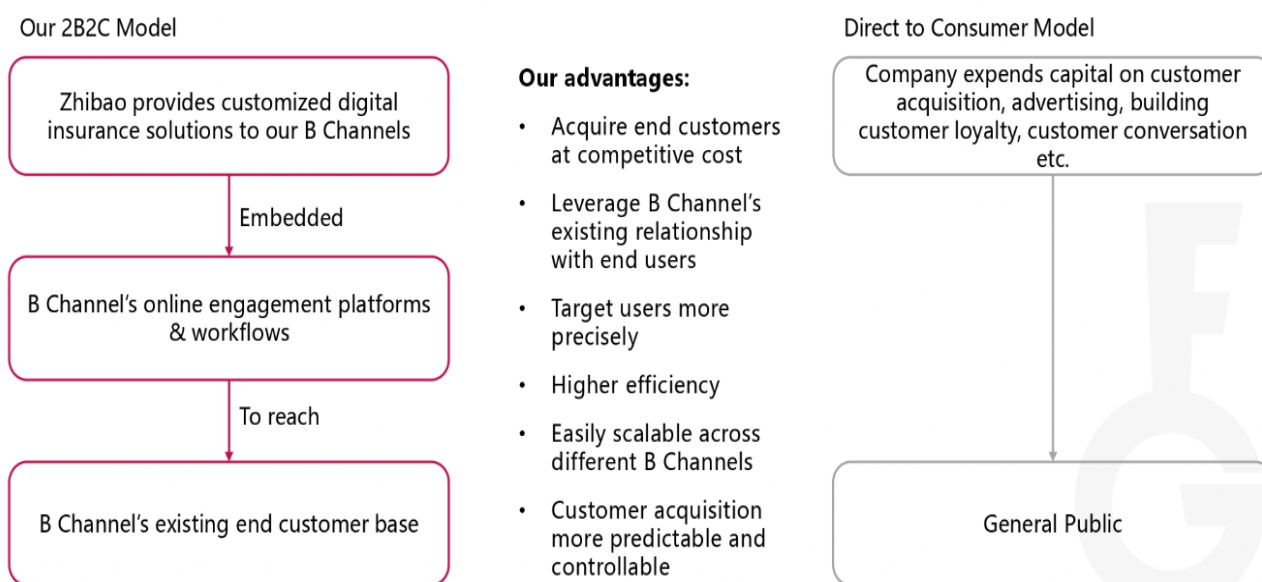 Our 2B2C Model
Zhibao provides customized digital
insurance solutions to our B Channels
Embedded
B Channel's online engagement platforms
& workflows
To reach
B Channel's existing end customer base
Our advantages:
• Acquire end customers
at competitive cost
• Leverage B Channel's
existing relationship
with end users
• Target users more
precisely
• Higher efficiency
• Easily scalable across
different B Channels
• Customer acquisition
more predictable and
controllable
Direct to Consumer Model
Company expends capital on customer
acquisition, advertising, building
customer loyalty, customer conversation
etc.
General Public